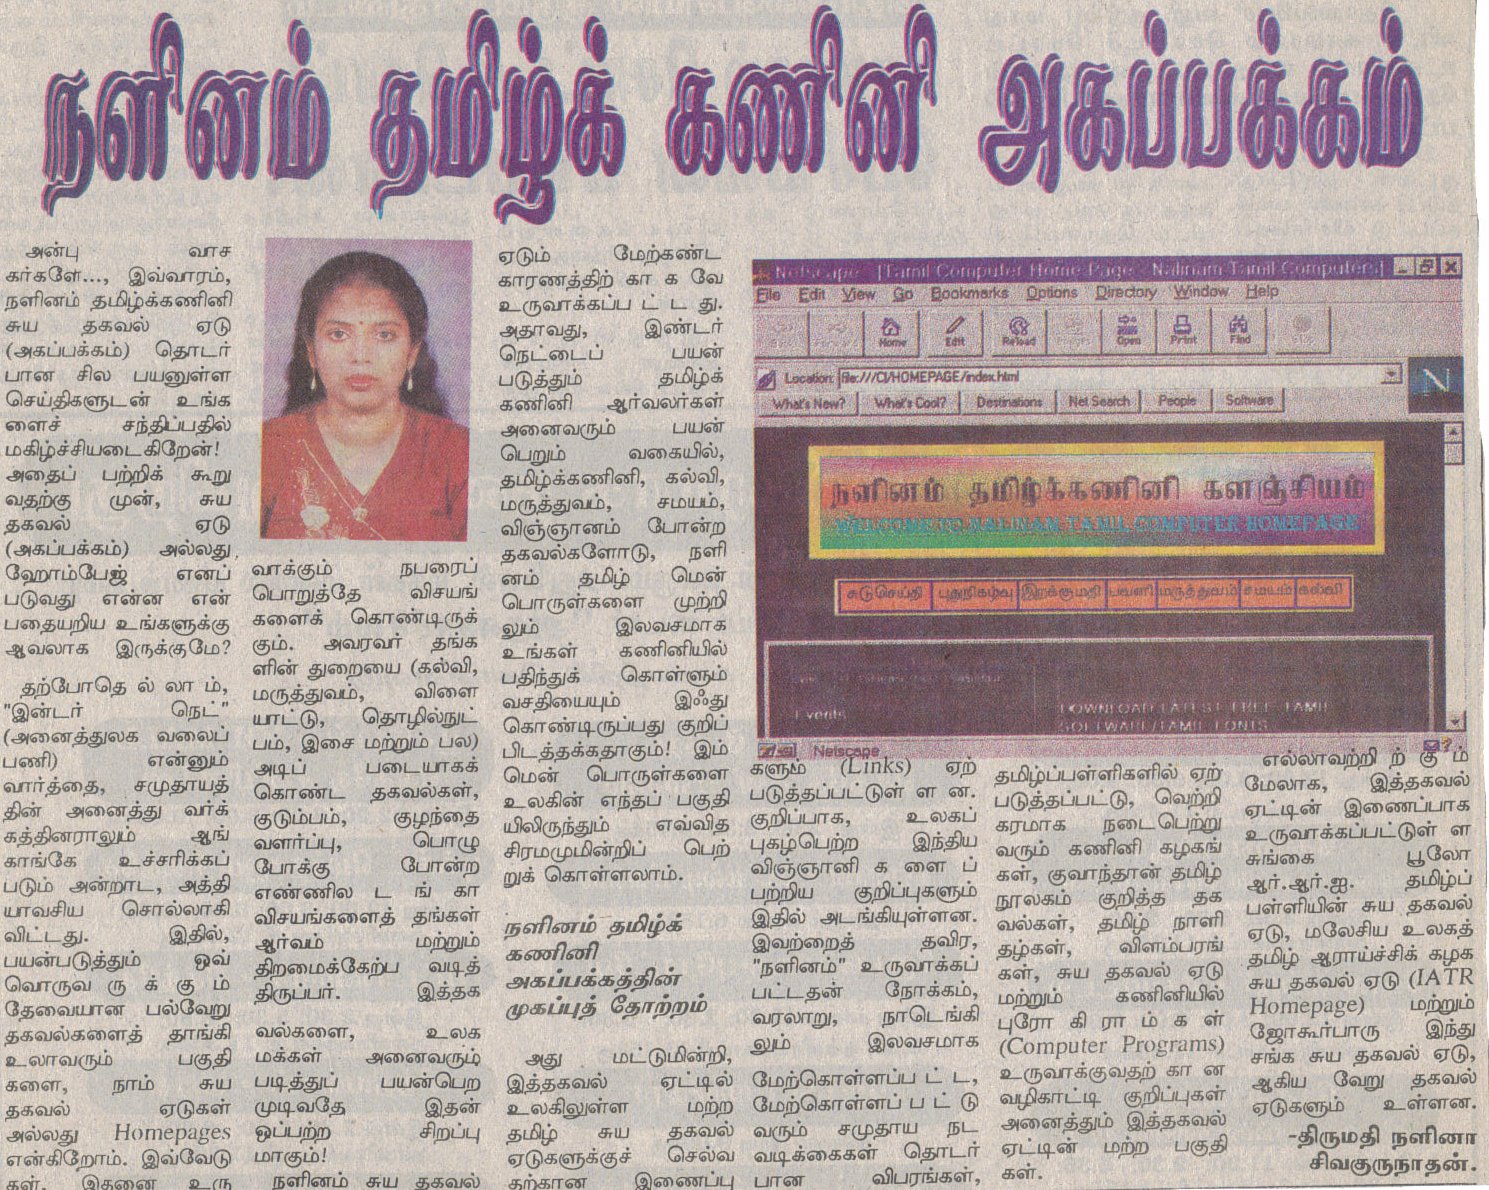 நளினம் தமிழ்க் கணினி அகப்பக்கம்
அன்பு வாச
கர்களே..., இவ்வாரம்,
நளினம் தமிழ்க்கணினி
சுய தகவல் ஏடு
(அகப்பக்கம்) தொடர்
பான சில பயனுள்ள
செய்திகளுடன் உங்க
ளைச் சந்திப்பதில்
மகிழ்ச்சியடைகிறேன்!
அதைப் பற்றிக் கூறு
வதற்கு முன், சுய
தகவல் ஏடு
(அகப்பக்கம்) அல்லது
ஹோம்பேஜ் எனப்
படுவது என்ன என்
பதையறிய உங்களுக்கு
ஆவலாக இருக்குமே?
தற்போதெ ல் லா ம்,
"இன்டர் நெட்"
(அனைத்துலக வலைப்
பணி) என்னும்
வார்த்தை, சமுதாயத்
தின் அனைத்து வர்க்
கத்தினராலும் ஆங்
காங்கே உச்சரிக்கப்
படும் அன்றாட, அத்தி
யாவசிய சொல்லாகி
விட்டது. இதில்,
பயன்படுத்தும் ஒவ்
வொருவ ரு க் கு ம்
தேவையான பல்வேறு
தகவல்களைத் தாங்கி
உலாவரும் பகுதி
களை, நாம் சுய
தகவல் ஏடுகள்
அல்லது Homepages
என்கிறோம். இவ்வேடு
கள், இதனை உரு
வாக்கும் நபரைப்
பொறுத்தே விசயங்
களைக் கொண்டிருக்
கும். அவரவர் தங்க
ளின் துறையை (கல்வி,
மருத்துவம், விளை
யாட்டு, தொழில்நுட்
பம், இசை மற்றும் பல)
அடிப் படையாகக்
கொண்ட தகவல்கள்,
குடும்பம், குழந்தை
வளர்ப்பு, பொழு
போக்கு போன்ற
எண்ணில ட ங் கா
விசயங்களைத் தங்கள்
ஆர்வம் மற்றும்
திறமைக்கேற்ப வடித்
திருப்பர். இத்தக
வல்களை, உலக
மக்கள் அனைவரும்
படித்துப் பயன்பெற
முடிவதே இதன்
ஒப்பற்ற சிறப்பு
மாகும்!
நளினம் சுய தகவல்
ஏடும் மேற்கண்ட
காரணத்திற் கா க வே
உருவாக்கப்ப ட் ட து.
அதாவது, இண்டர்
நெட்டைப் பயன்
படுத்தும் தமிழ்க்
கணினி ஆர்வலர்கள்
அனைவரும் பயன்
பெறும் வகையில்,
தமிழ்க்கணினி, கல்வி,
மருத்துவம், சமயம்,
விஞ்ஞானம் போன்ற
தகவல்களோடு, நளி
னம் தமிழ் மென்
பொருள்களை முற்றி
லும் இலவசமாக
உங்கள் கணினியில்
பதிந்துக் கொள்ளும்
வசதியையும் இஃது
கொண்டிருப்பது குறிப்
பிடத்தக்கதாகும்! இம்
மென் பொருள்களை
உலகின் எந்தப் பகுதி
யிலிருந்தும் எவ்வித
சிரமமுமின்றிப் பெற்
றுக் கொள்ளலாம்.
நளினம் தமிழ்க்
கணினி
அகப்பக்கத்தின்
முகப்புத் தோற்றம்
அது மட்டுமின்றி,
இத்தகவல் ஏட்டில்
உலகிலுள்ள மற்ற
தமிழ் சுய தகவல்
ஏடுகளுக்குச் செல்வ
தற்கான இணைப்பு
Netscape - [Tamil Computer Home Page - Nalinam Tamil Computer]
File Edit View Go Bookmarks Options Directory Window Help
Home Edit Reload Open Print Find
Location: file:///C|/HOMEPAGE/index.html
What's New? What's Cool? Destinations Net Search People Software
நளினம் தமிழ்க்கணினி களஞ்சியம்
WELCOME TO NALINAM TAMIL COMPUTER HOMEPAGE
சுடுசெய்தி புதுநிகழ்வு இறக்குமதி பவனி மருத்துவம் சமயம் கல்வி
Events
DOWNLOAD LATEST FREE TAMIL
SOFTWARE/TAMIL FONTS
Netscape
களும் (Links) ஏற்
படுத்தப்பட்டுள் ள ன.
குறிப்பாக, உலகப்
புகழ்பெற்ற இந்திய
விஞ்ஞானி க ளை ப்
பற்றிய குறிப்புகளும்
இதில் அடங்கியுள்ளன.
இவற்றைத் தவிர,
"நளினம்" உருவாக்கப்
பட்டதன் நோக்கம்,
வரலாறு, நாடெங்கி
லும் இலவசமாக
மேற்கொள்ளப்ப ட் ட,
மேற்கொள்ளப் ப ட் டு
வரும் சமுதாய நட
வடிக்கைகள் தொடர்
பான விபரங்கள்,
தமிழ்ப்பள்ளிகளில் ஏற்
படுத்தப்பட்டு, வெற்றி
கரமாக நடைபெற்று
வரும் கணினி கழகங்
கள், குவாந்தான் தமிழ்
நூலகம் குறித்த தக
வல்கள், தமிழ் நாளி
தழ்கள், விளம்பரங்
கள், சுய தகவல் ஏடு
மற்றும் கணினியில்
புரோ கி ரா ம் க ள்
(Computer Programs)
உருவாக்குவதற் கா ன
வழிகாட்டி குறிப்புகள்
அனைத்தும் இத்தகவல்
ஏட்டின் மற்ற பகுதி
கள்.
எல்லாவற்றி ற் கு ம்
மேலாக, இத்தகவல்
ஏட்டின் இணைப்பாக
உருவாக்கப்பட்டுள் ள
சுங்கை பூலோ
ஆர்.ஆர்.ஐ. தமிழ்ப்
பள்ளியின் சுய தகவல்
ஏடு, மலேசிய உலகத்
தமிழ் ஆராய்ச்சிக் கழக
சுய தகவல் ஏடு (IATR
Homepage) மற்றும்
ஜோகூர்பாரு இந்து
சங்க சுய தகவல் ஏடு,
ஆகிய வேறு தகவல்
ஏடுகளும் உள்ளன.
-திருமதி நளினா
சிவகுருநாதன்.